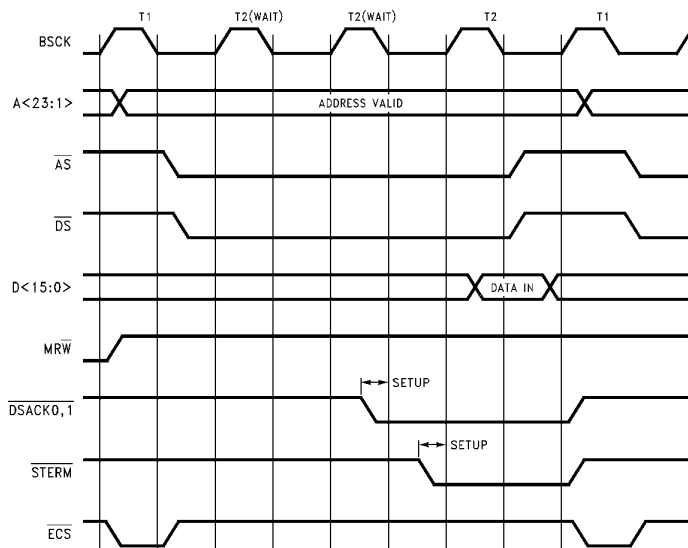 T1 T2(WAIT) T2(WAIT) T2 T1
BSCK
A<23:1> ADDRESS VALID
AS
DS
D<15:0> DATA IN
MRW
SETUP
DSACK0,1
SETUP
STERM
ECS